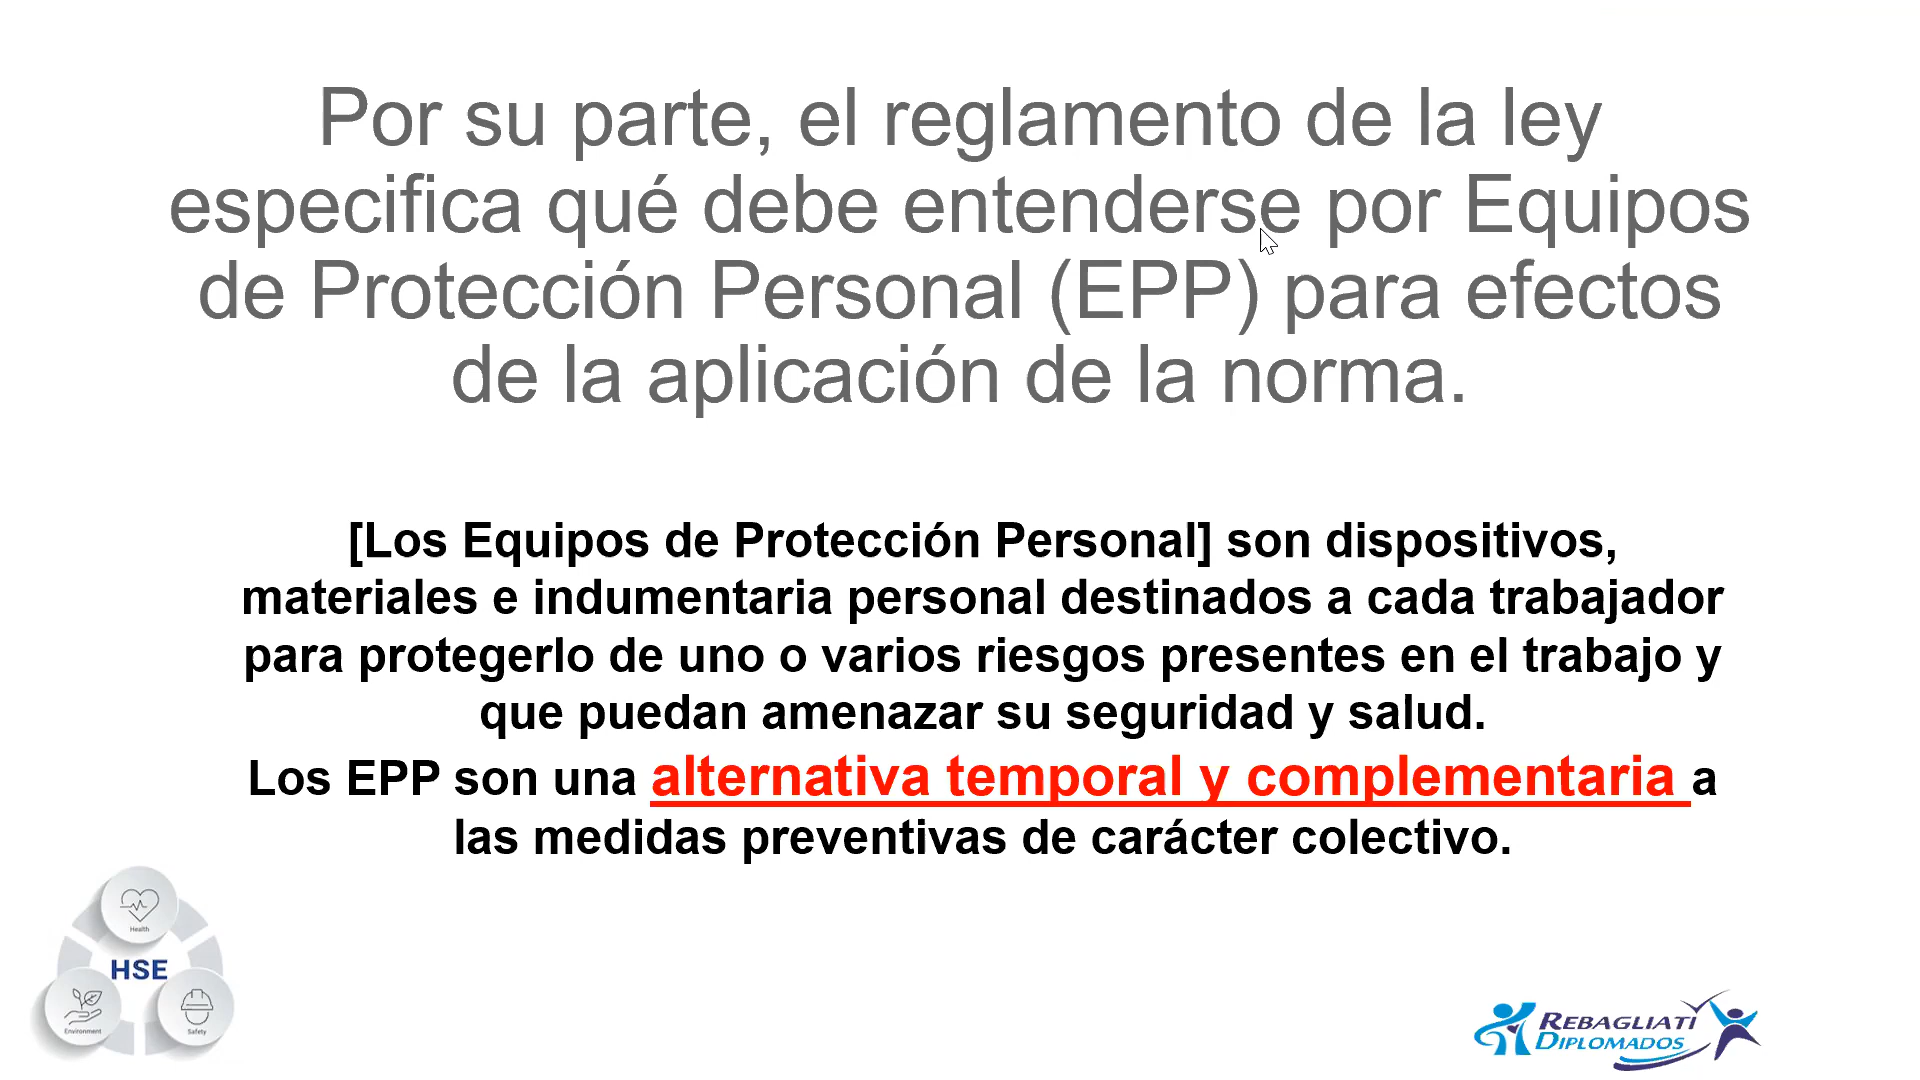 Por su parte, el reglamento de la ley
especifica qué debe entenderse por Equipos
de Protección Personal (EPP) para efectos
de la aplicación de la norma.
[Los Equipos de Protección Personal] son dispositivos,
materiales e indumentaria personal destinados a cada trabajador
para protegerlo de uno o varios riesgos presentes en el trabajo y
que puedan amenazar su seguridad y salud.
Los EPP son una alternativa temporal y complementaria a
las medidas preventivas de carácter colectivo.
Health
HSE
Environment
Safety
REBAGLIATI
DIPLOMADOS